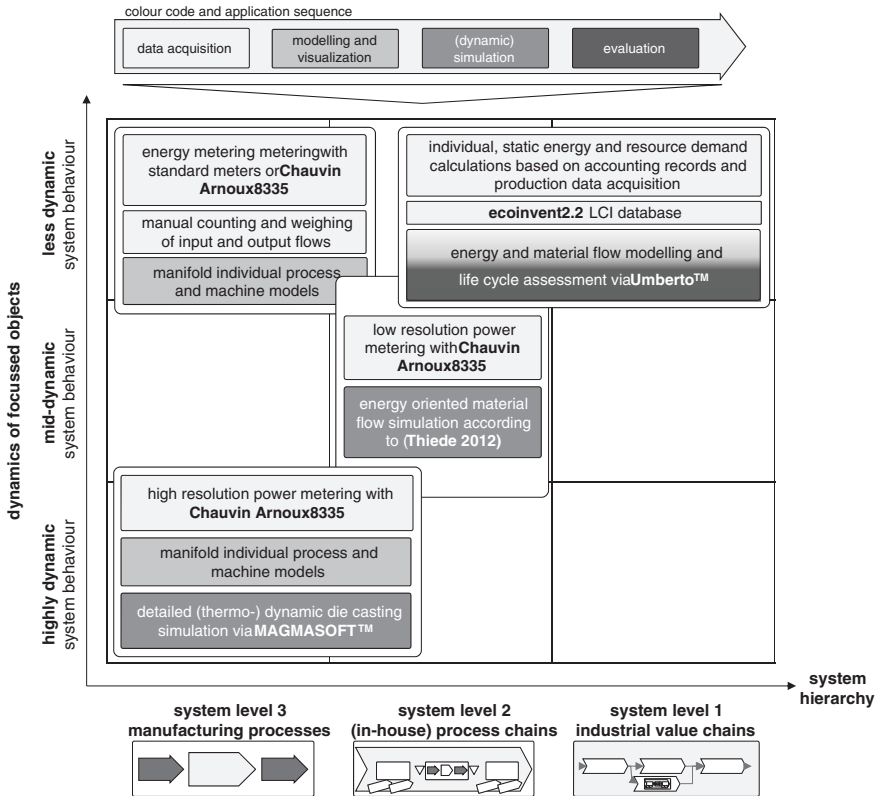 colour code and application sequence
data acquisition
modelling and
visualization
(dynamic)
simulation
evaluation
dynamics of focussed objects
less dynamic
system behaviour
mid-dynamic
system behaviour
highly dynamic
system behaviour
energy metering meteringwith
standard meters orChauvin
Arnoux8335
manual counting and weighing
of input and output flows
manifold individual process
and machine models
individual, static energy and resource demand
calculations based on accounting records and
production data acquisition
ecoinvent2.2 LCI database
energy and material flow modelling and
life cycle assessment viaUmberto™
low resolution power
metering withChauvin
Arnoux8335
energy oriented material
flow simulation according
to (Thiede 2012)
high resolution power metering with
Chauvin Arnoux8335
manifold individual process and
machine models
detailed (thermo-) dynamic die casting
simulation viaMAGMASOFT™
system
hierarchy
system level 3
manufacturing processes
system level 2
(in-house) process chains
system level 1
industrial value chains